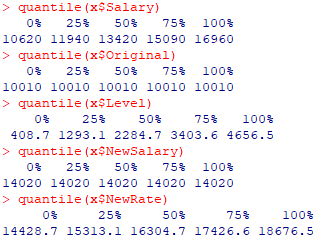 > quantile(x$Salary)
0% 25% 50% 75% 100%
10620 11940 13420 15090 16960
> quantile(x$Original)
0% 25% 50% 75% 100%
10010 10010 10010 10010 10010
> quantile(x$Level)
0% 25% 50% 75% 100%
408.7 1293.1 2284.7 3403.6 4656.5
> quantile(x$NewSalary)
0% 25% 50% 75% 100%
14020 14020 14020 14020 14020
> quantile(x$NewRate)
0% 25% 50% 75% 100%
14428.7 15313.1 16304.7 17426.6 18676.5